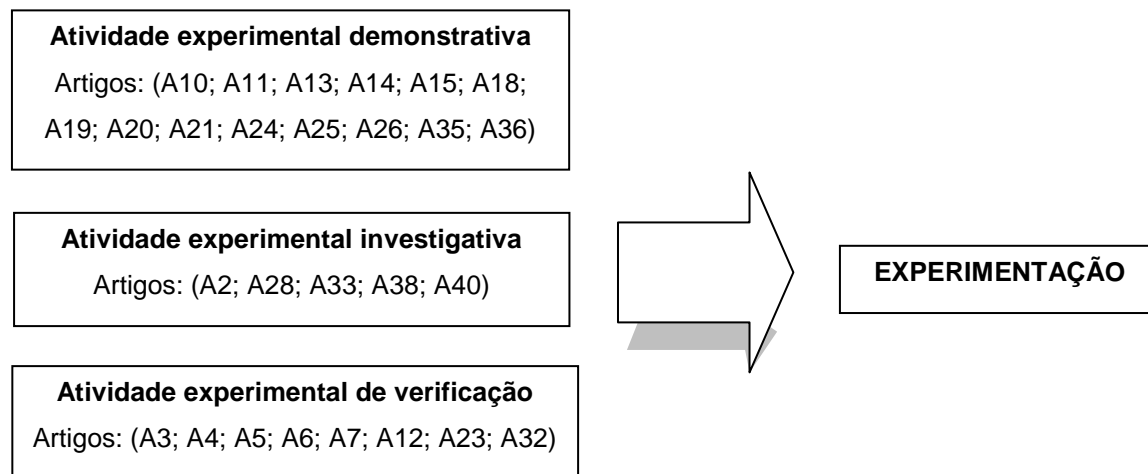 Atividade experimental demonstrativa
Artigos: (A10; A11; A13; A14; A15; A18;
A19; A20; A21; A24; A25; A26; A35; A36)
Atividade experimental investigativa
Artigos: (A2; A28; A33; A38; A40)
Atividade experimental de verificação
Artigos: (A3; A4; A5; A6; A7; A12; A23; A32)
EXPERIMENTAÇÃO